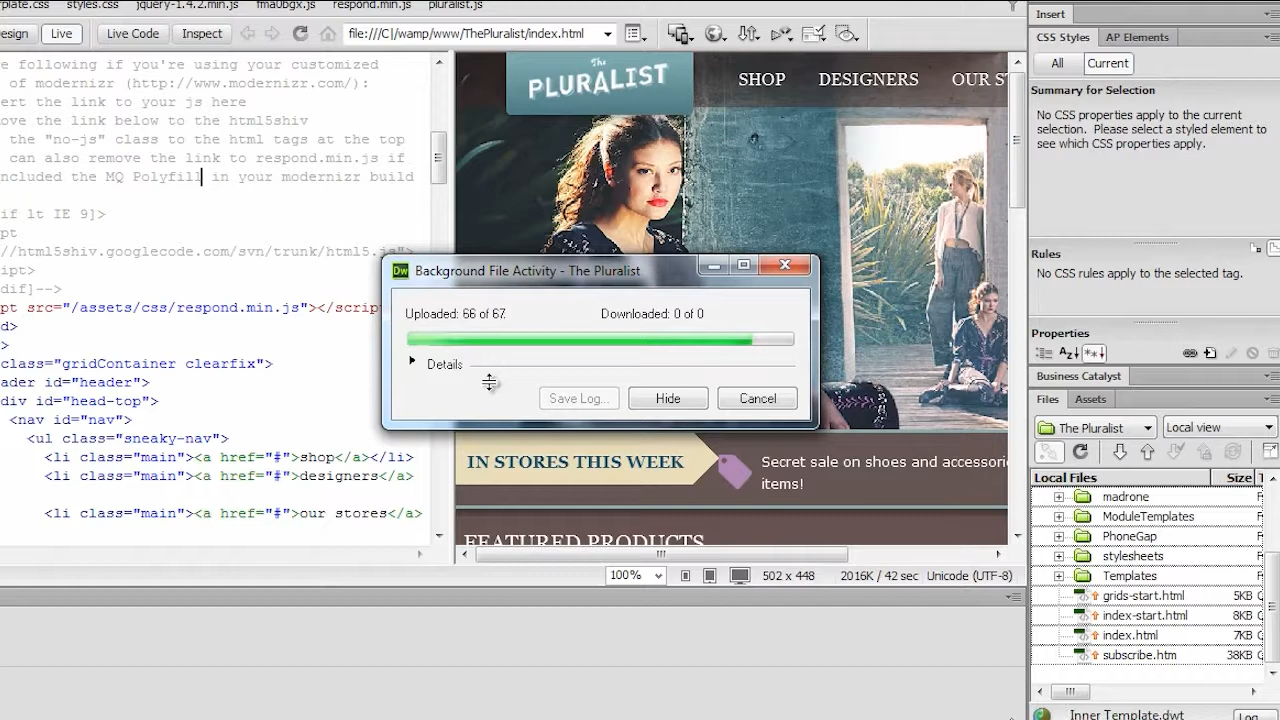 plate.css styles.css jquery-1.4.2.min.js respond.min.js pluralist.js
esign Live Live Code Inspect file:///C|/wamp/www/ThePluralist/index.html
e following if you're using your customized
of modernizr (http://www.modernizr.com/):
ert the link to your js here
ove the link below to the html5shiv
the "no-js" class to the html tags at the top
can also remove the link to respond.min.js if
ncluded the MQ Polyfill in your modernizr build
if lt IE 9]>
pt
//html5shiv.googlecode.com/svn/trunk/html5.js">
ript>
dif]-->
pt src="/assets/css/respond.min.js"></script
d>
>
class="gridContainer clearfix">
ader id="header">
div id="head-top">
<nav id="nav">
<ul class="sneaky-nav">
<li class="main"><a href="#">shop</a></li>
<li class="main"><a href="#">designers</a>
<li class="main"><a href="#">our stores</a>
The
PLURALIST
SHOP DESIGNERS OUR ST
IN STORES THIS WEEK
Secret sale on shoes and accessorie
items!
FEATURED PRODUCTS
100% 502 x 448 2016K / 42 sec Unicode (UTF-8)
Dw Background File Activity - The Pluralist
Uploaded: 66 of 67. Downloaded: 0 of 0
Details
Save Log... Hide Cancel
Insert
CSS Styles AP Elements
All Current
Summary for Selection
No CSS properties apply to the current
selection. Please select a styled element to
see which CSS properties apply.
Rules
No CSS rules apply to the selected tag.
Properties
Business Catalyst
Files Assets
The Pluralist Local view
Local Files Size T
madrone F
ModuleTemplates F
PhoneGap F
stylesheets F
Templates F
grids-start.html 5KB
index-start.html 8KB
index.html 7KB
subscribe.htm 38KB
Inner Template.dwt Log...